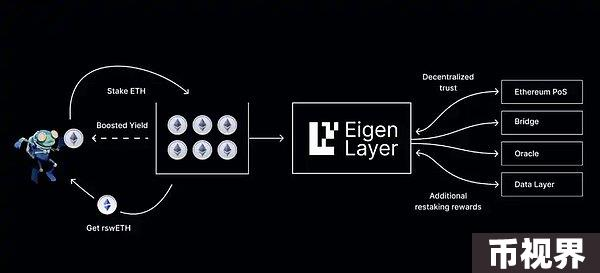 Stake ETH
Boosted Yield
Get rswETH
Eigen
Layer
Decentralized
trust
Additional
restaking rewards
Ethereum PoS
Bridge
Oracle
Data Layer
币视界